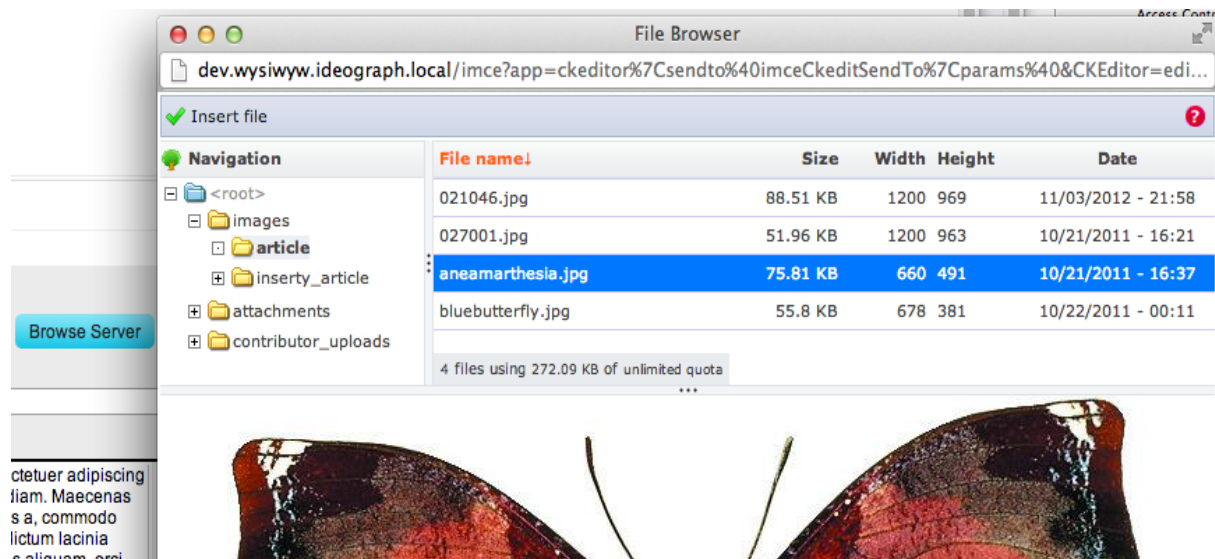 Access Contr
File Browser
dev.wysiwyw.ideograph.local/imce?app=ckeditor%7Csendto%40imceCkeditSendTo%7Cparams%40&CKEditor=edi...
Insert file
?
Navigation
File name↓ Size Width Height Date
<root>
images
article
inserty_article
attachments
contributor_uploads
021046.jpg 88.51 KB 1200 969 11/03/2012 - 21:58
027001.jpg 51.96 KB 1200 963 10/21/2011 - 16:21
aneamarthesia.jpg 75.81 KB 660 491 10/21/2011 - 16:37
bluebutterfly.jpg 55.8 KB 678 381 10/22/2011 - 00:11
4 files using 272.09 KB of unlimited quota
Browse Server
ctetuer adipiscing
diam. Maecenas
s a, commodo
lictum lacinia
s aliquam, orci